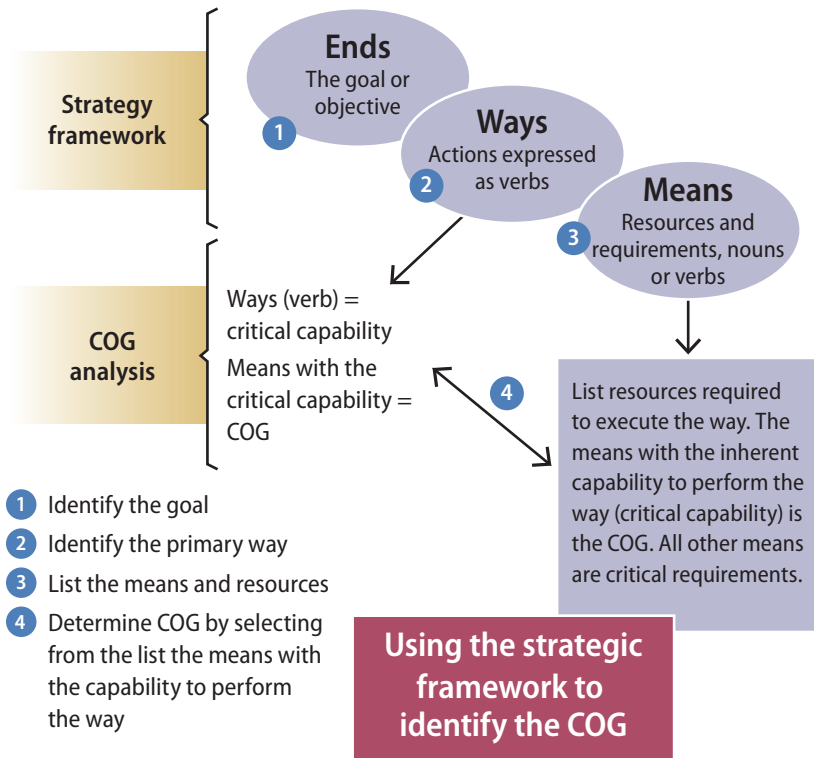 Strategy
framework
Ends
The goal or
objective
1
Ways
Actions expressed
as verbs
2
Means
Resources and
requirements, nouns
or verbs
3
COG
analysis
Ways (verb) =
critical capability
Means with the
critical capability =
COG
4
List resources required
to execute the way. The
means with the inherent
capability to perform the
way (critical capability) is
the COG. All other means
are critical requirements.
1 Identify the goal
2 Identify the primary way
3 List the means and resources
4 Determine COG by selecting
from the list the means with
the capability to perform
the way
Using the strategic
framework to
identify the COG